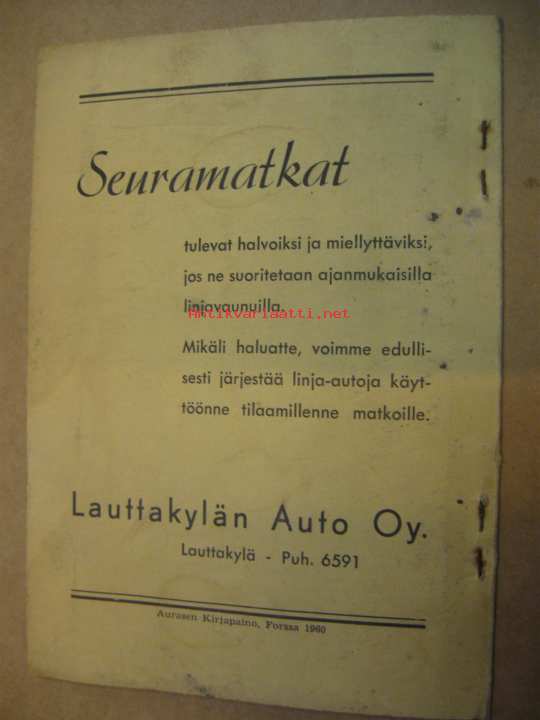 Seuramatkat
tulevat halvoiksi ja miellyttäviksi,
jos ne suoritetaan ajanmukaisilla
linjavaunuilla.
Antikvariaatti.net
Mikäli haluatte, voimme edulli-
sesti järjestää linja-autoja käyt-
töönne tilaamillenne matkoille.
Lauttakylän Auto Oy.
Lauttakylä - Puh. 6591
Aurasen Kirjapaino, Forssa 1960